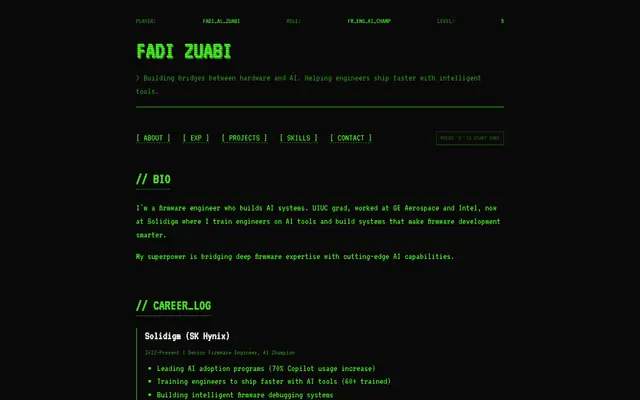 PLAYER: FADI_AL_ZUABI ROLE: FW_ENG_AI_CHAMP LEVEL: 5
FADI ZUABI
> Building bridges between hardware and AI. Helping engineers ship faster with intelligent
tools.
[ ABOUT ] [ EXP ] [ PROJECTS ] [ SKILLS ] [ CONTACT ]
// BIO
I'm a firmware engineer who builds AI systems. UIUC grad, worked at GE Aerospace and Intel, now
at Solidigm where I train engineers on AI tools and build systems that make firmware development
smarter.
My superpower is bridging deep firmware expertise with cutting-edge AI capabilities.
// CAREER_LOG
Solidigm (SK Hynix)
2022-Present | Senior Firmware Engineer, AI Champion
• Leading AI adoption programs (70% Copilot usage increase)
• Training engineers to ship faster with AI tools (60+ trained)
• Building intelligent firmware debugging systems